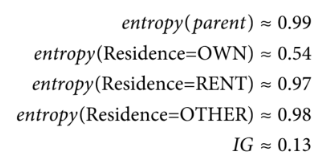 entropy(parent) ≈ 0.99
entropy(Residence=OWN) ≈ 0.54
entropy(Residence=RENT) ≈ 0.97
entropy(Residence=OTHER) ≈ 0.98
IG ≈ 0.13